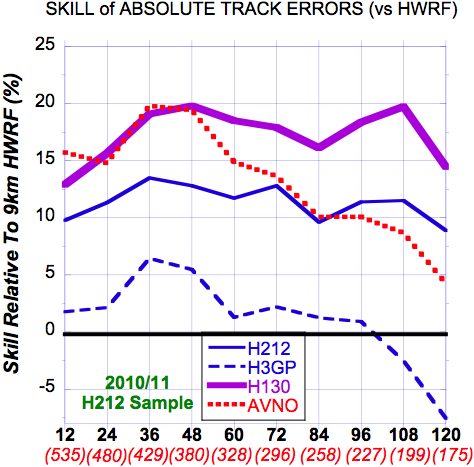 SKILL of ABSOLUTE TRACK ERRORS (vs HWRF)
Skill Relative To 9km HWRF (%)
25
20
15
10
5
0
-5
H212
H3GP
H130
AVNO
2010/11
H212 Sample
12 24 36 48 60 72 84 96 108 120
(535) (480) (429) (380) (328) (296) (258) (227) (199) (175)